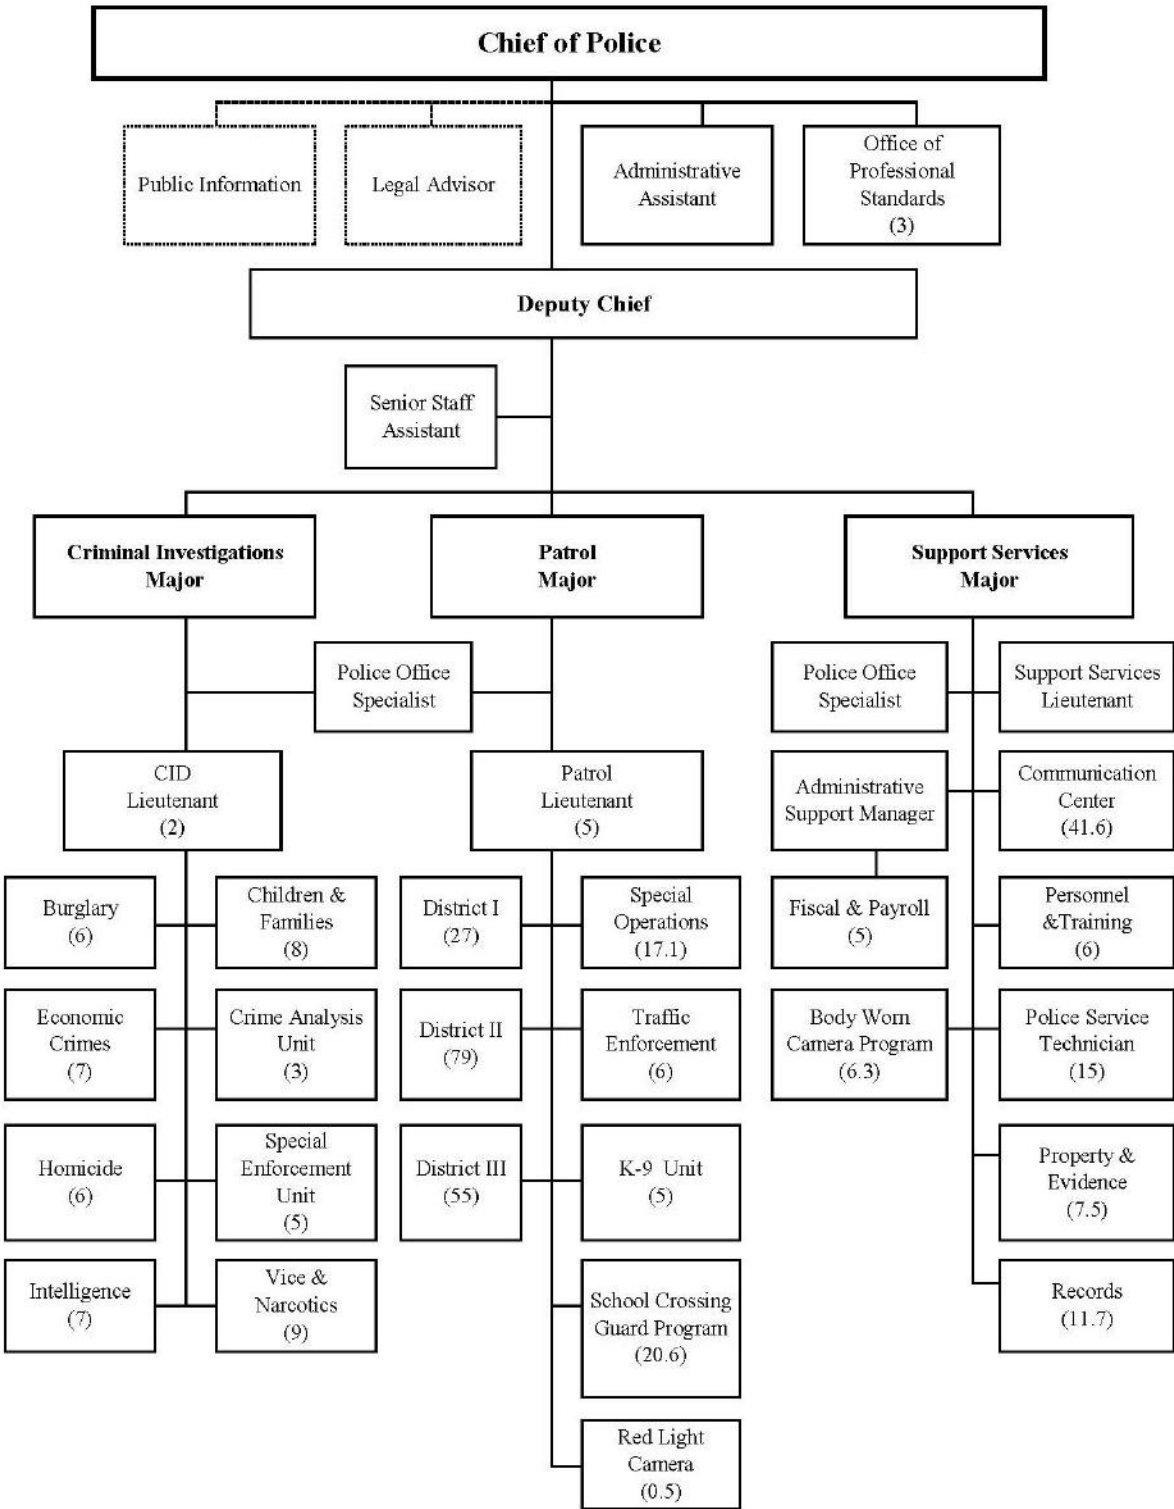 Chief of Police
Public Information
Legal Advisor
Administrative
Assistant
Office of
Professional
Standards
(3)
Deputy Chief
Senior Staff
Assistant
Criminal Investigations
Major
Patrol
Major
Support Services
Major
Police Office
Specialist
Police Office
Specialist
Support Services
Lieutenant
CID
Lieutenant
(2)
Patrol
Lieutenant
(5)
Administrative
Support Manager
Communication
Center
(41.6)
Burglary
(6)
Children &
Families
(8)
District I
(27)
Special
Operations
(17.1)
Fiscal & Payroll
(5)
Personnel
&Training
(6)
Economic
Crimes
(7)
Crime Analysis
Unit
(3)
District II
(79)
Traffic
Enforcement
(6)
Body Worn
Camera Program
(6.3)
Police Service
Technician
(15)
Homicide
(6)
Special
Enforcement
Unit
(5)
District III
(55)
K-9 Unit
(5)
Property &
Evidence
(7.5)
Intelligence
(7)
Vice &
Narcotics
(9)
School Crossing
Guard Program
(20.6)
Records
(11.7)
Red Light
Camera
(0.5)